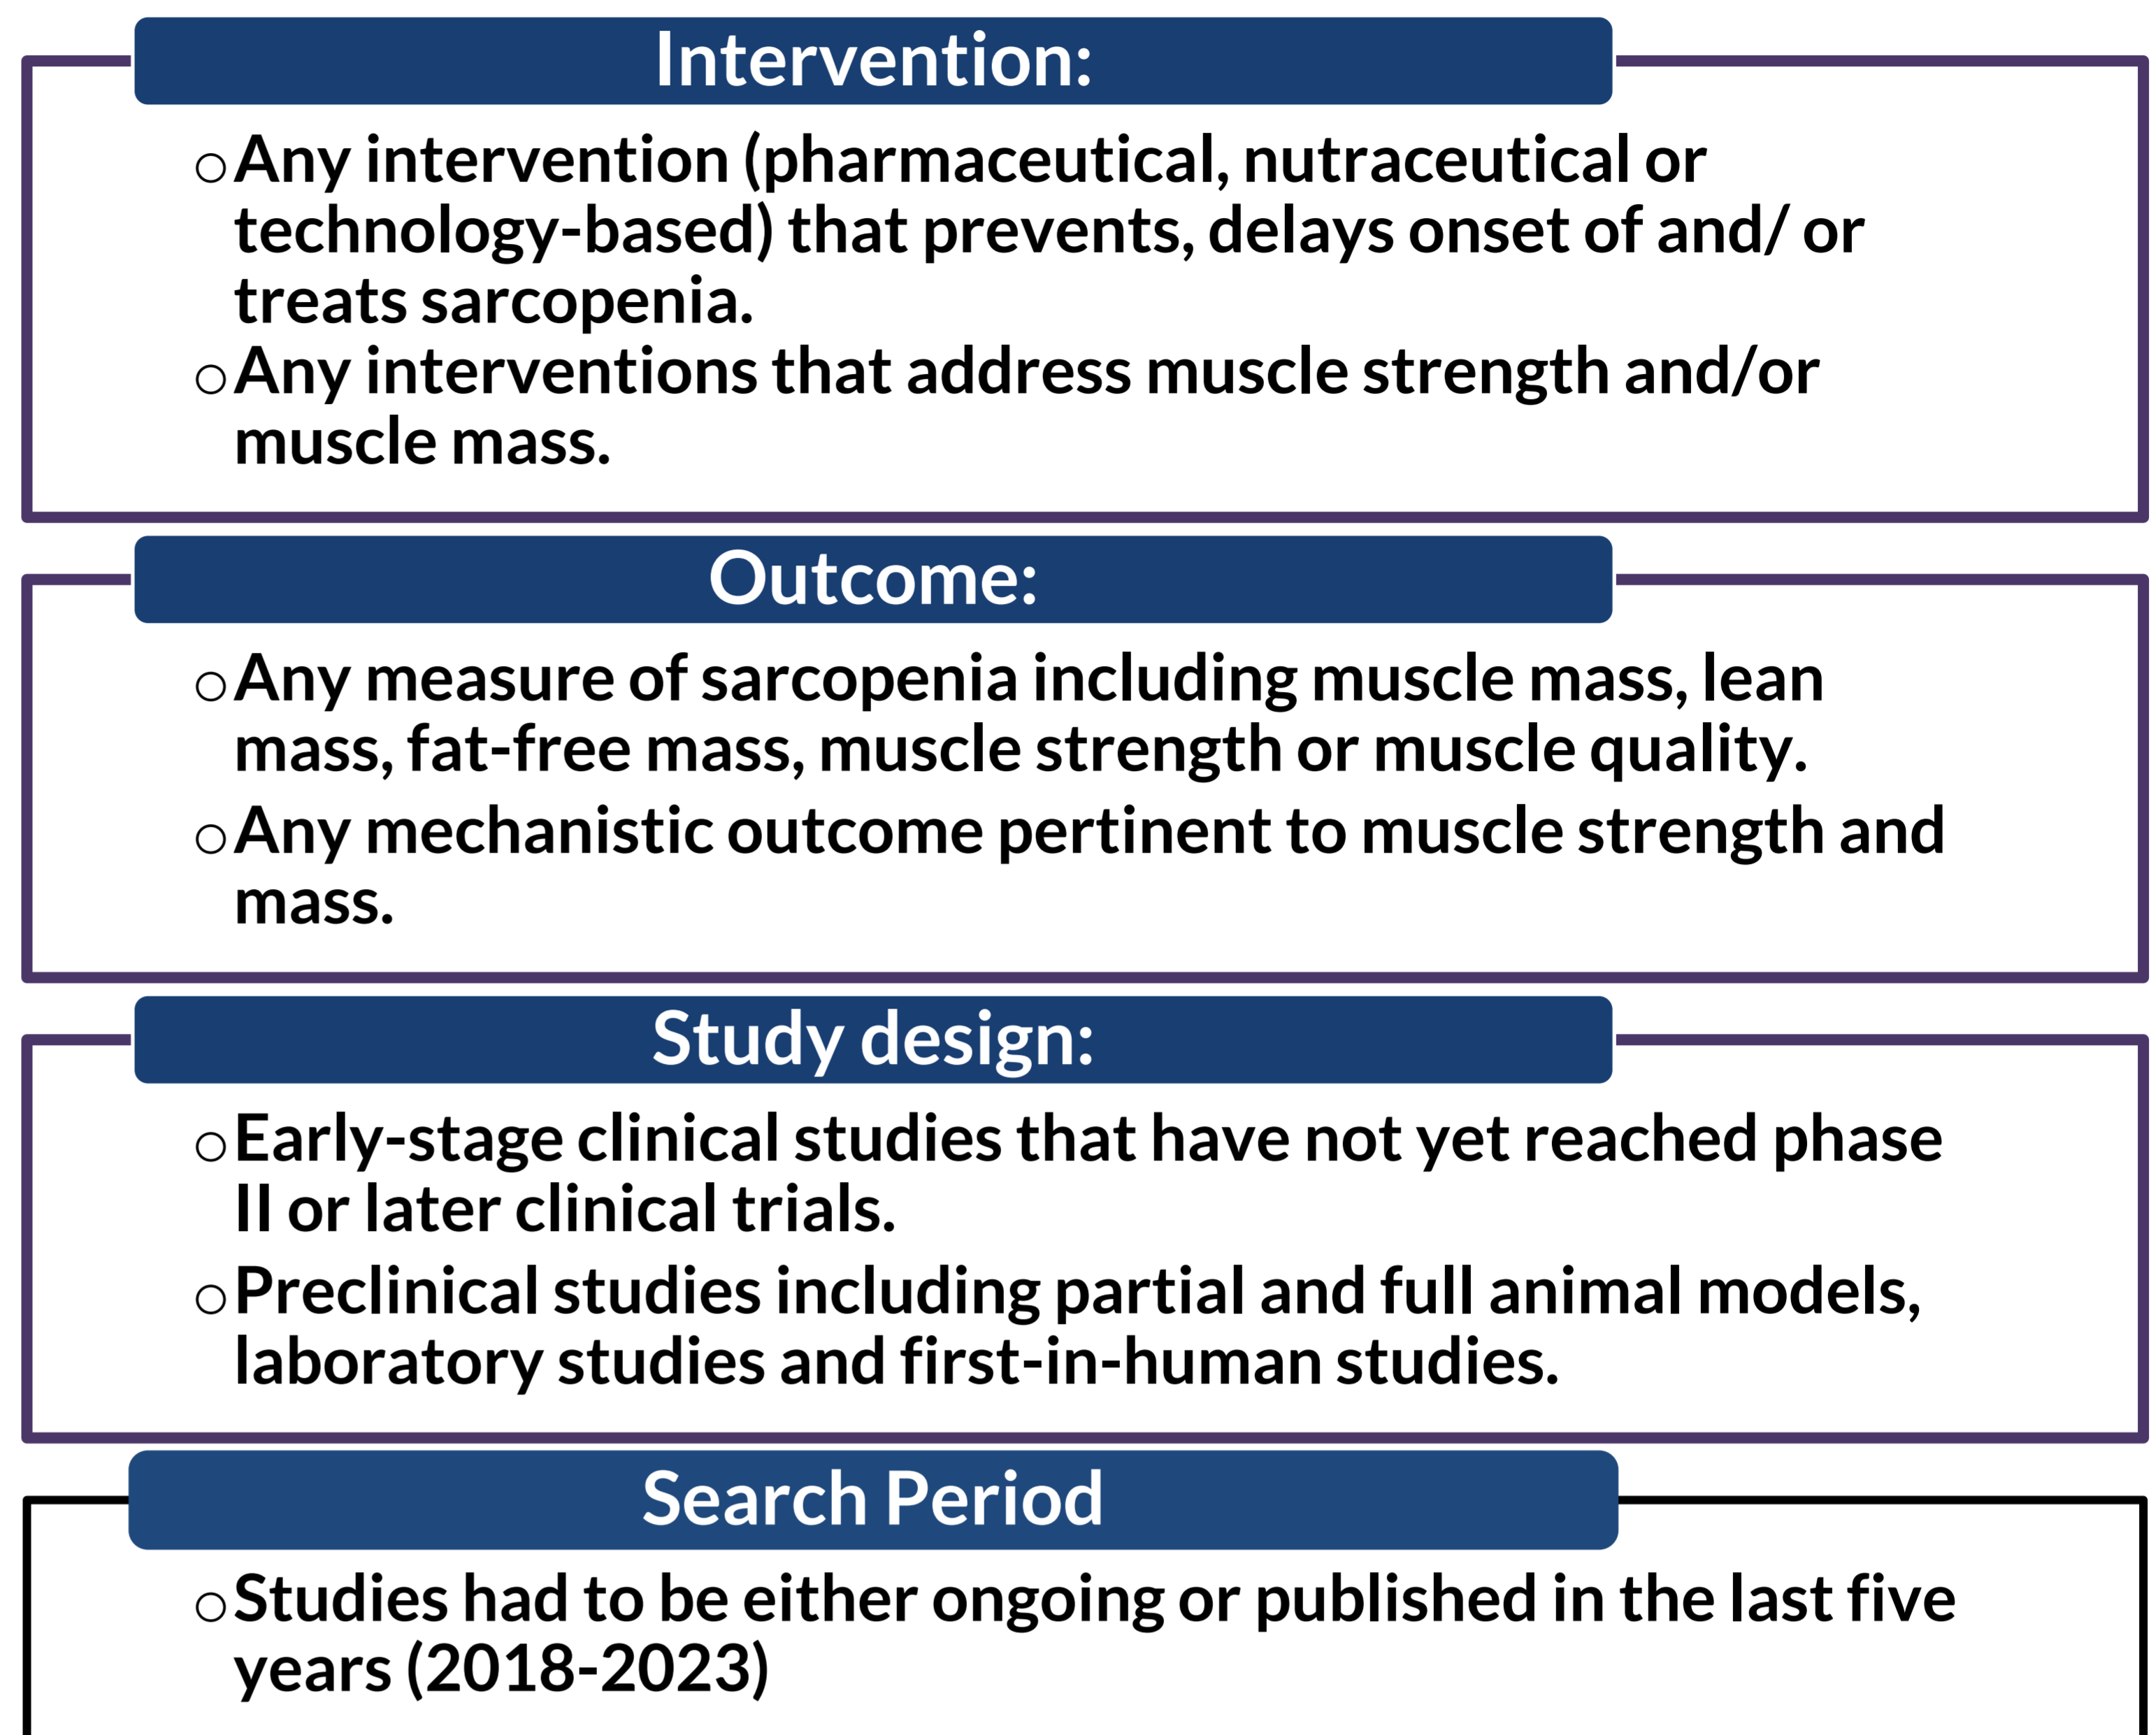 Intervention:
○Any intervention (pharmaceutical, nutraceutical or
technology-based) that prevents, delays onset of and/ or
treats sarcopenia.
○Any interventions that address muscle strength and/or
muscle mass.
Outcome:
○Any measure of sarcopenia including muscle mass, lean
mass, fat-free mass, muscle strength or muscle quality.
○Any mechanistic outcome pertinent to muscle strength and
mass.
Study design:
○Early-stage clinical studies that have not yet reached phase
II or later clinical trials.
○Preclinical studies including partial and full animal models,
laboratory studies and first-in-human studies.
Search Period
○Studies had to be either ongoing or published in the last five
years (2018-2023)